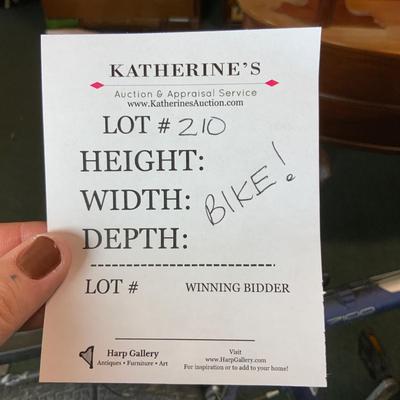 KATHERINE'S
Auction & Appraisal Service
www.KatherinesAuction.com
LOT # 210
HEIGHT:
WIDTH:
DEPTH:
BIKE!
LOT #
WINNING BIDDER
Harp Gallery
Antiques • Furniture • Art
Visit
www.HarpGallery.com
For inspiration or to add to your home!